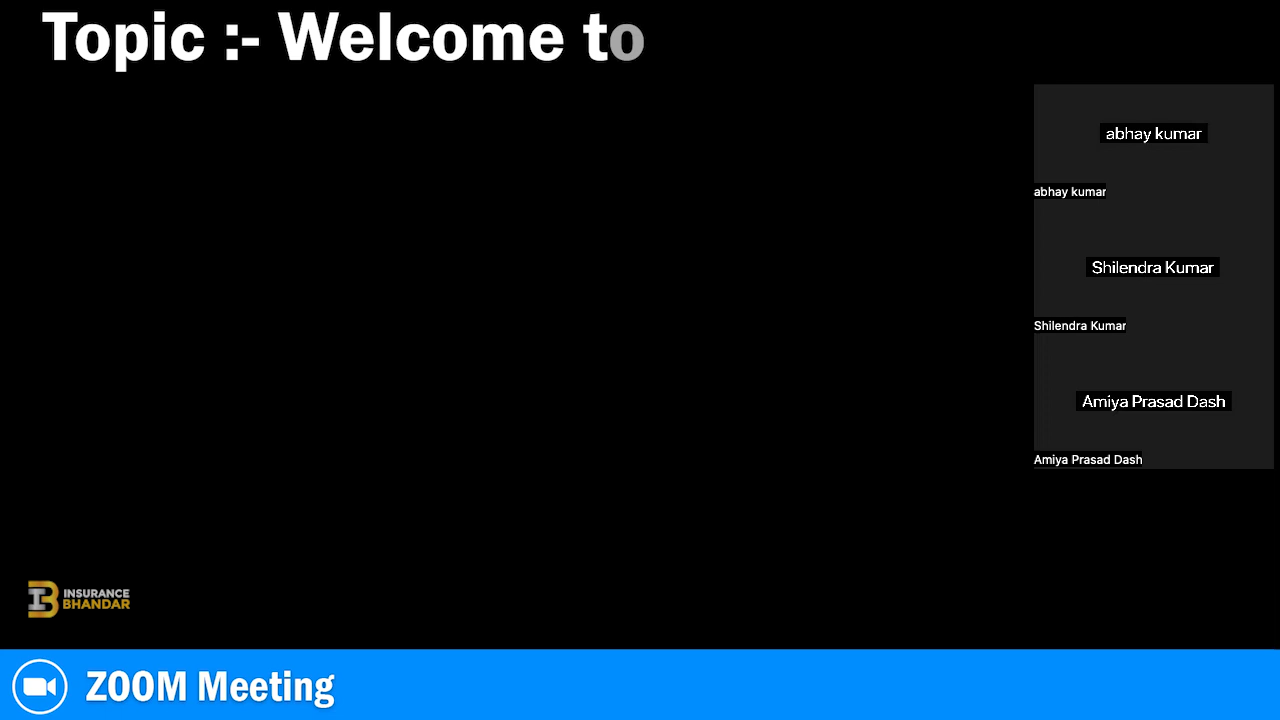 Topic :- Welcome to
abhay kumar
abhay kumar
Shilendra Kumar
Shilendra Kumar
Amiya Prasad Dash
Amiya Prasad Dash
IB INSURANCE
BHANDAR
ZOOM Meeting